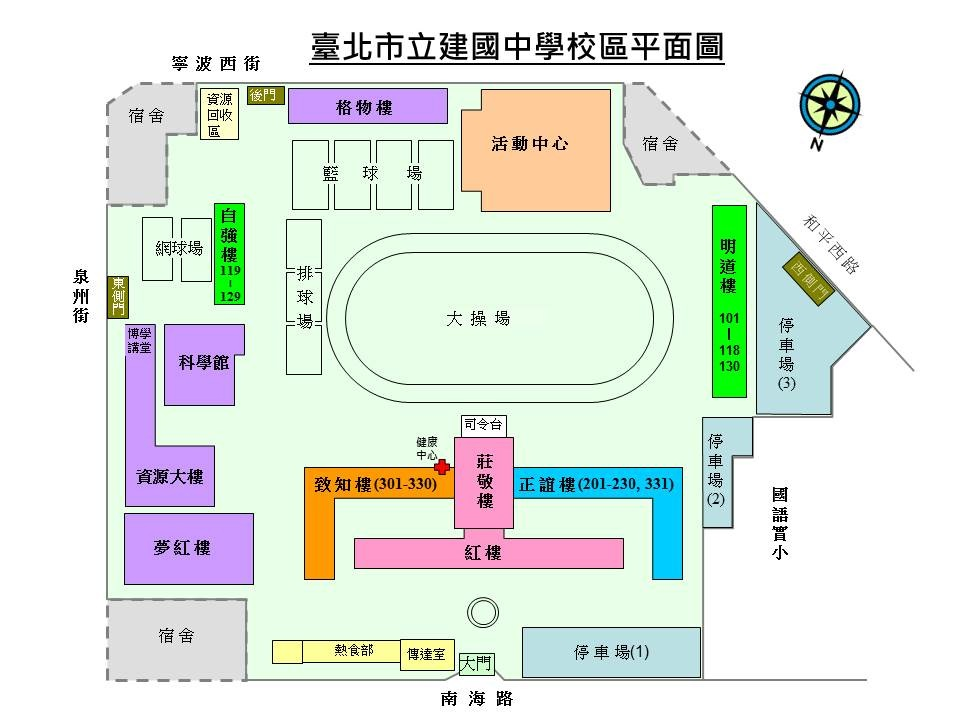 臺北市立建國中學校區平面圖
寧波西街
宿舍
資源
回收
區
後門
格物樓
活動中心
宿舍
N
籃球場
和平西路
西側門
自強樓
119
-
129
網球場
排球場
大操場
明道樓
101
-
118
130
停車場
(3)
泉州街
東側門
博學
講堂
科學館
司令台
健康
中心
停車場
(2)
資源大樓
致知樓(301-330)
莊敬樓
正誼樓(201-230, 331)
國語實小
夢紅樓
紅樓
宿舍
熱食部
傳達室
大門
停車場(1)
南海路